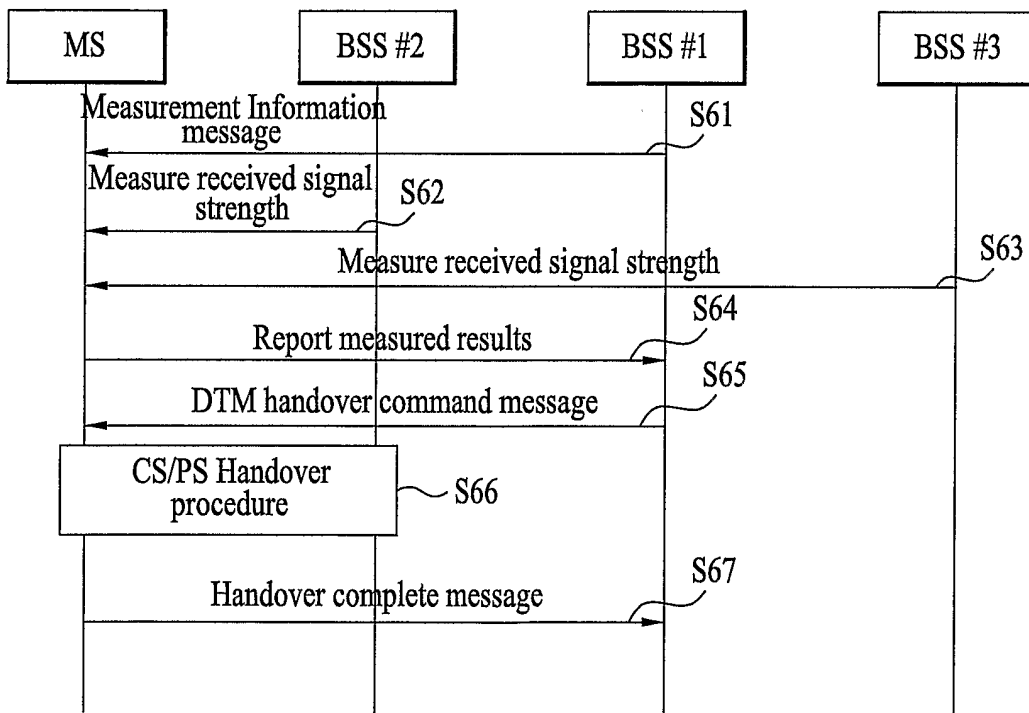 MS
BSS #2
BSS #1
BSS #3
Measurement Information
message
S61
Measure received signal
strength
S62
Measure received signal strength
S63
Report measured results
S64
DTM handover command message
S65
CS/PS Handover
procedure
S66
Handover complete message
S67